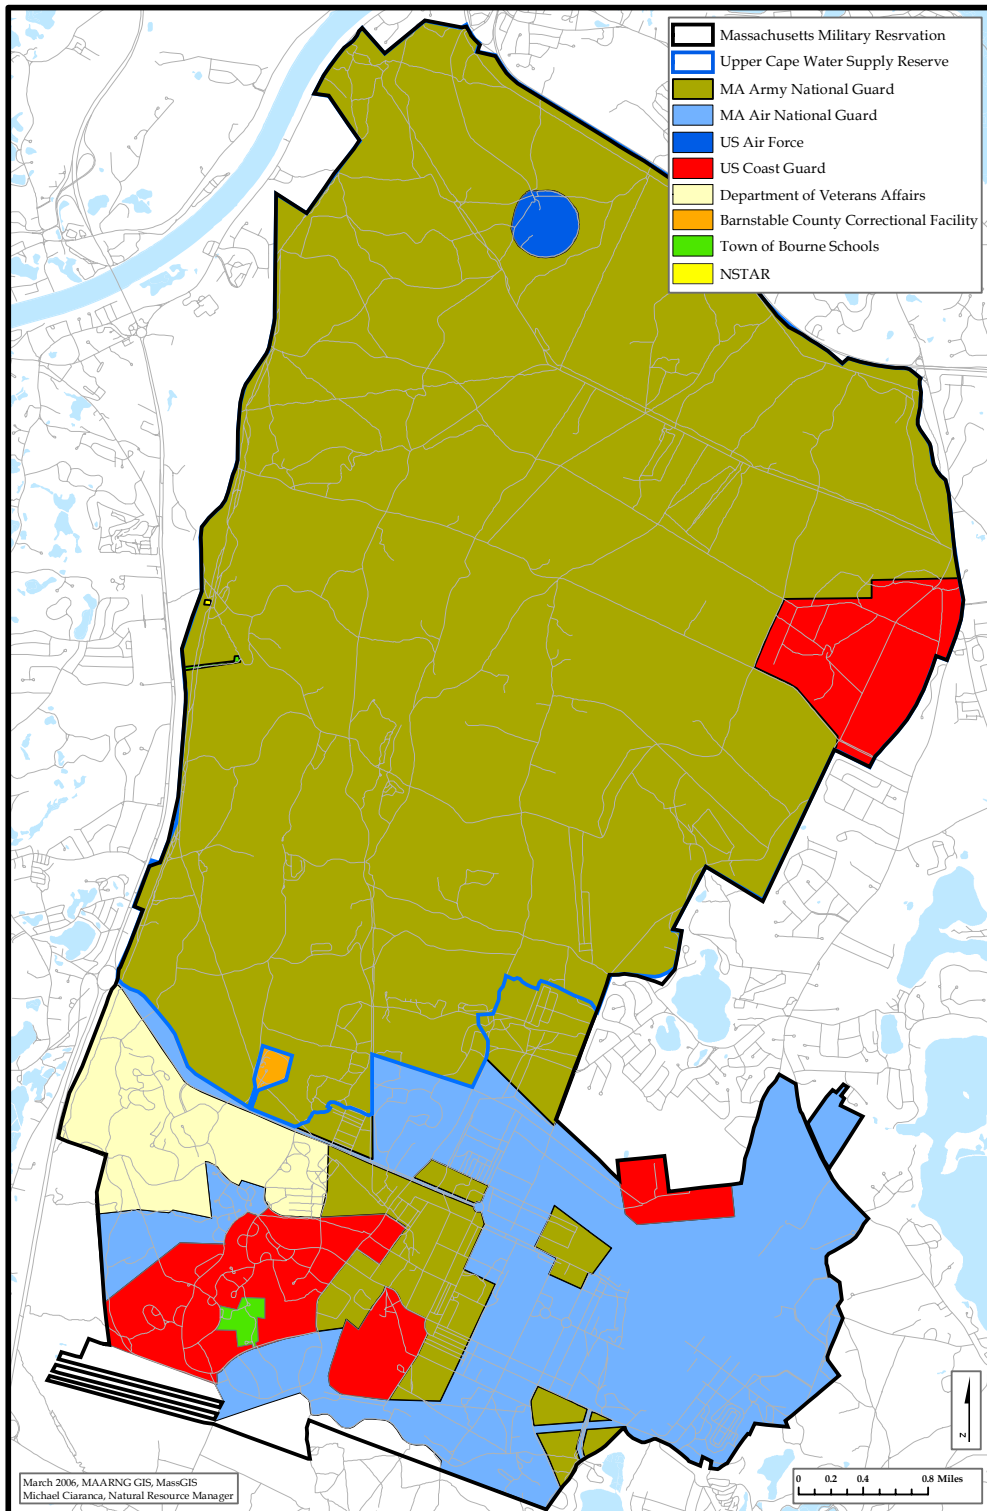 Massachusetts Military Resrvation
Upper Cape Water Supply Reserve
MA Army National Guard
MA Air National Guard
US Air Force
US Coast Guard
Department of Veterans Affairs
Barnstable County Correctional Facility
Town of Bourne Schools
NSTAR
z
0 0.2 0.4 0.8 Miles
March 2006, MAARNG GIS, MassGIS
Michael Ciaranca, Natural Resource Manager